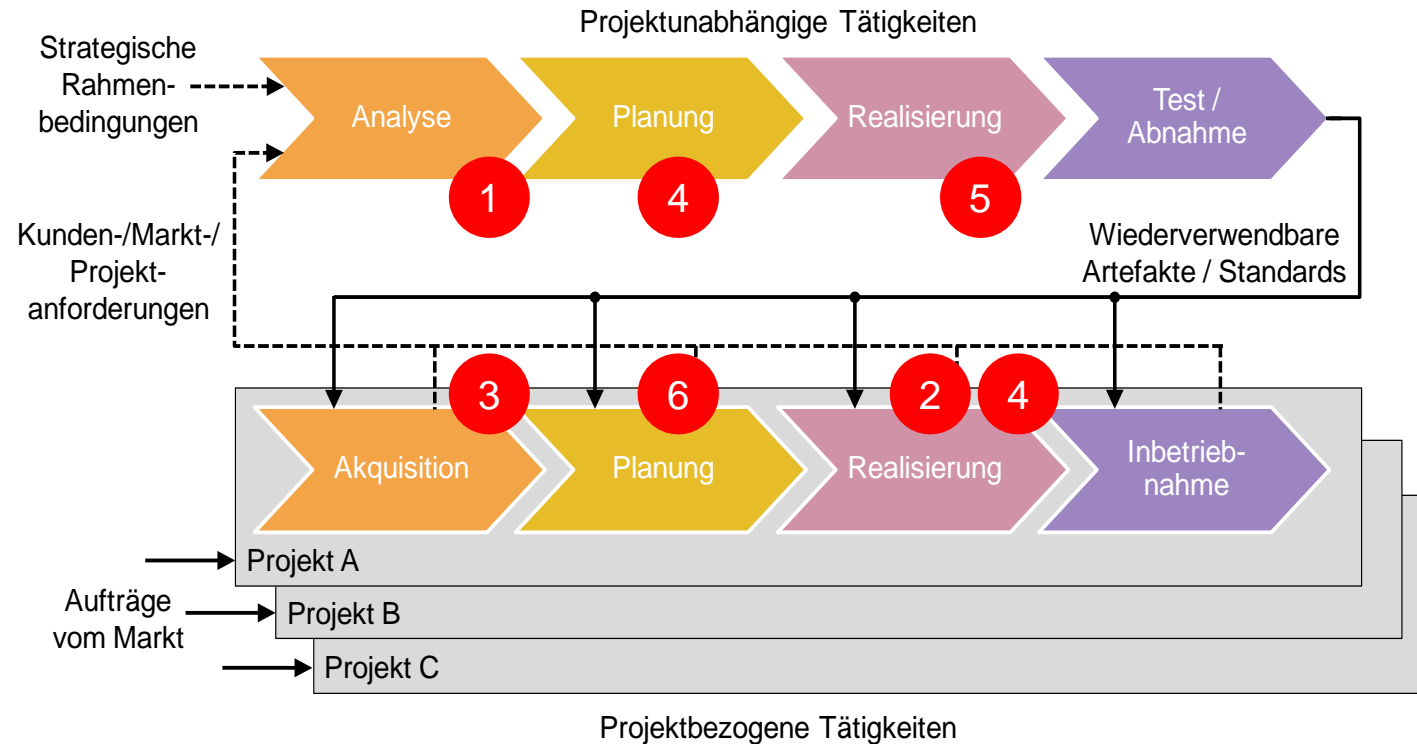 Projektunabhängige Tätigkeiten
Strategische
Rahmen-
bedingungen
Analyse
Planung
Realisierung
Test /
Abnahme
1
4
5
Kunden-/Markt-/
Projekt-
anforderungen
Wiederverwendbare
Artefakte / Standards
3
6
2
4
Akquisition
Planung
Realisierung
Inbetrieb-
nahme
Projekt A
Aufträge
vom Markt
Projekt B
Projekt C
Projektbezogene Tätigkeiten